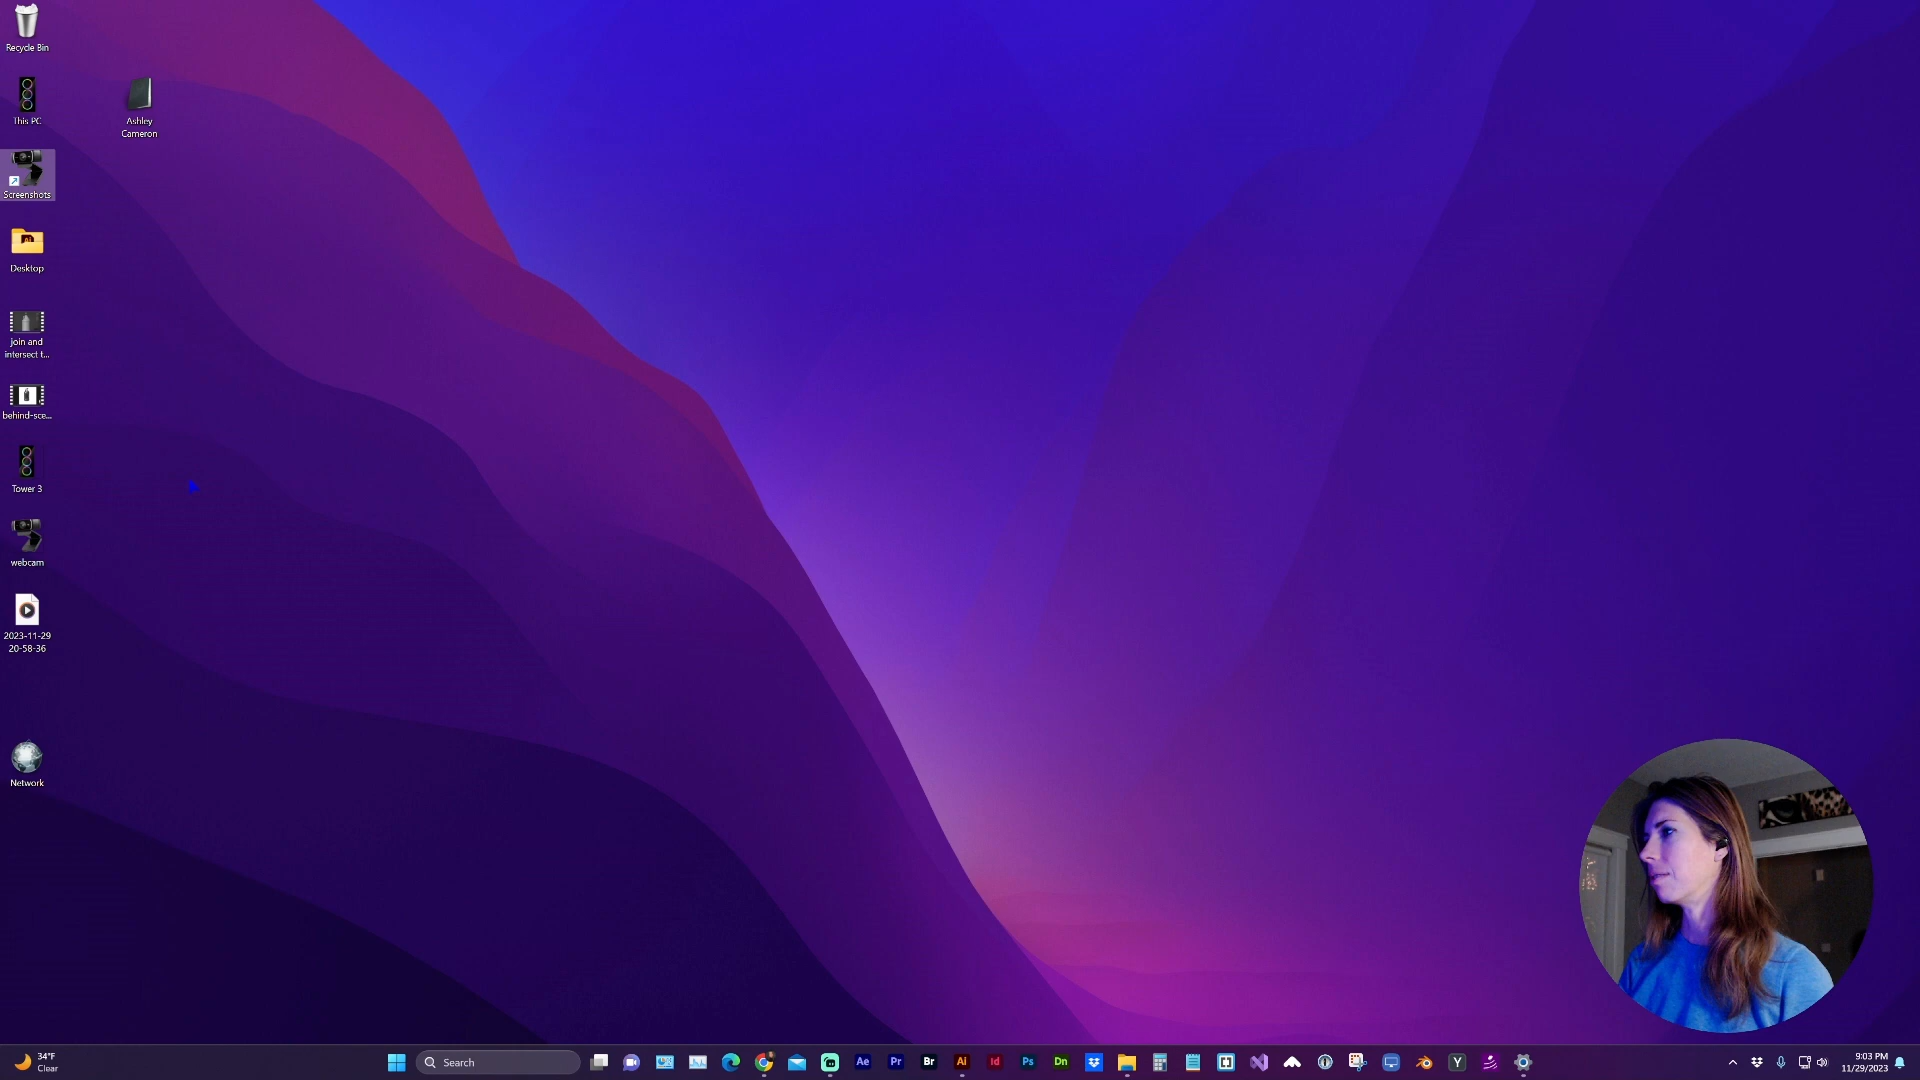 Recycle Bin
This PC
Ashley
Cameron
Screenshots
Desktop
join and
intersect t...
behind-sce...
Tower 3
webcam
2023-11-29
20-58-36
Network
34°F
Clear
Search
Ae
Pr
Br
Ai
Id
Ps
Dn
Y
9:03 PM
11/29/2023